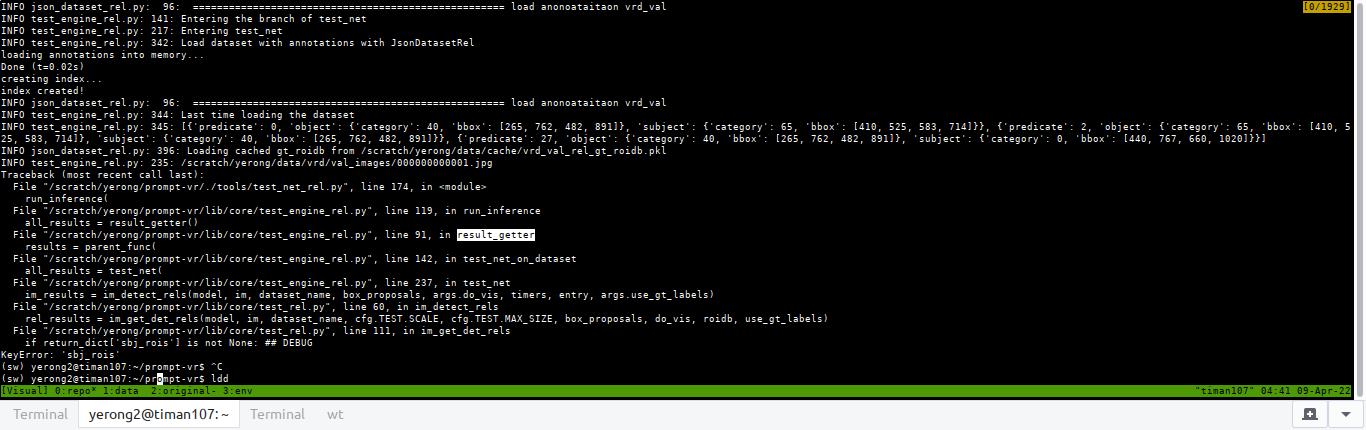 INFO json_dataset_rel.py:  96:  ==================================================== load anonoataitaon vrd_val
[0/1929]
INFO test_engine_rel.py: 141: Entering the branch of test_net
INFO test_engine_rel.py: 217: Entering test_net
INFO test_engine_rel.py: 342: Load dataset with annotations with JsonDatasetRel
loading annotations into memory...
Done (t=0.02s)
creating index...
index created!
INFO json_dataset_rel.py:  96:  ==================================================== load anonoataitaon vrd_val
INFO test_engine_rel.py: 344: Last time loading the dataset
INFO test_engine_rel.py: 345: [{'predicate': 0, 'object': {'category': 40, 'bbox': [265, 762, 482, 891]}, 'subject': {'category': 65, 'bbox': [410, 525, 583, 714]}}, {'predicate': 2, 'object': {'category': 65, 'bbox': [410, 5
25, 583, 714]}, 'subject': {'category': 40, 'bbox': [265, 762, 482, 891]}}, {'predicate': 27, 'object': {'category': 40, 'bbox': [265, 762, 482, 891]}, 'subject': {'category': 0, 'bbox': [440, 767, 660, 1020]}}]
INFO json_dataset_rel.py: 396: Loading cached gt_roidb from /scratch/yerong/data/cache/vrd_val_rel_gt_roidb.pkl
INFO test_engine_rel.py: 235: /scratch/yerong/data/vrd/val_images/000000000001.jpg
Traceback (most recent call last):
  File "/scratch/yerong/prompt-vr/./tools/test_net_rel.py", line 174, in <module>
    run_inference(
  File "/scratch/yerong/prompt-vr/lib/core/test_engine_rel.py", line 119, in run_inference
    all_results = result_getter()
  File "/scratch/yerong/prompt-vr/lib/core/test_engine_rel.py", line 91, in result_getter
    results = parent_func(
  File "/scratch/yerong/prompt-vr/lib/core/test_engine_rel.py", line 142, in test_net_on_dataset
    all_results = test_net(
  File "/scratch/yerong/prompt-vr/lib/core/test_engine_rel.py", line 237, in test_net
    im_results = im_detect_rels(model, im, dataset_name, box_proposals, args.do_vis, timers, entry, args.use_gt_labels)
  File "/scratch/yerong/prompt-vr/lib/core/test_rel.py", line 60, in im_detect_rels
    rel_results = im_get_det_rels(model, im, dataset_name, cfg.TEST.SCALE, cfg.TEST.MAX_SIZE, box_proposals, do_vis, roidb, use_gt_labels)
  File "/scratch/yerong/prompt-vr/lib/core/test_rel.py", line 111, in im_get_det_rels
    if return_dict['sbj_rois'] is not None: ## DEBUG
KeyError: 'sbj_rois'
(sw) yerong2@timan107:~/prompt-vr$ ^C
(sw) yerong2@timan107:~/prompt-vr$ ldd
[Visual] 0:repo* 1:data  2:original- 3:env
"timan107" 04:41 09-Apr-22
Terminal
yerong2@timan107: ~
Terminal
wt